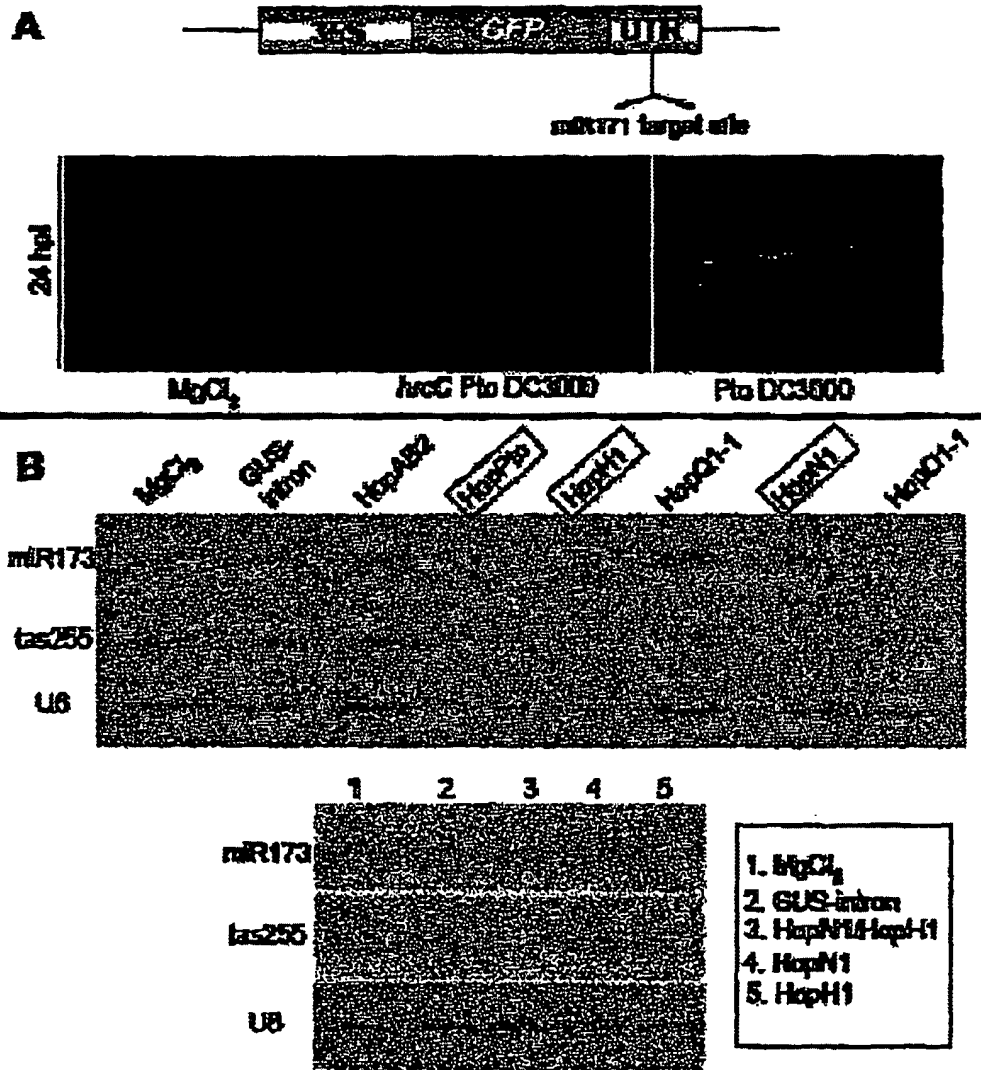 A
35S GFP UTR
miR171 target site
24 hpi
MgCl₂ hrcC Pto DC3000 Pto DC3000
B
MgCl₂ GUS-intron HopAB2 HopPto HopH1 HopQ1-1 HopN1 HopO1-1
miR173
tas255
U6
1 2 3 4 5
miR173
tas255
U6
1. MgCl₂
2. GUS-intron
3. HopN1/HopH1
4. HopN1
5. HopH1